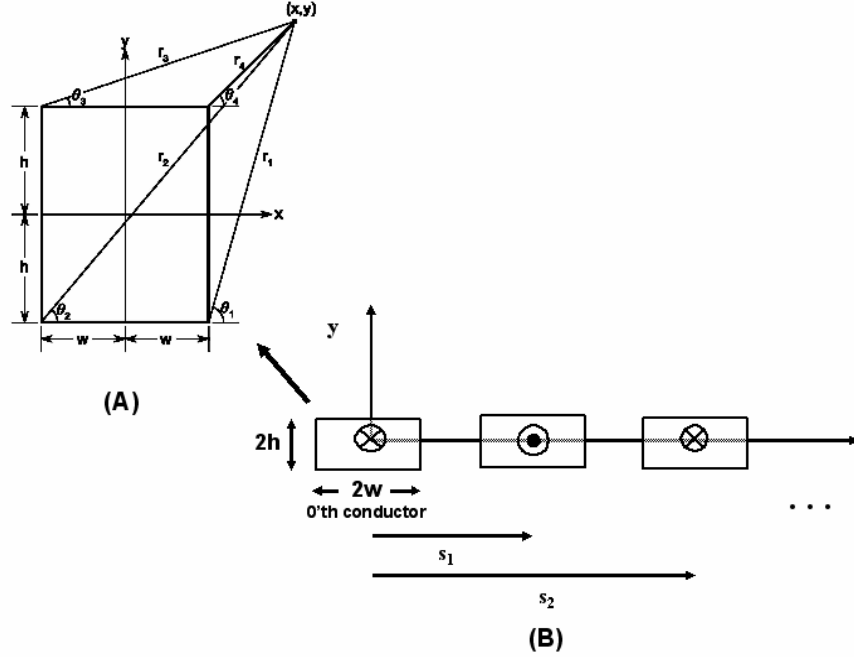 (x,y)
Y
r3
r4
θ3
θ4
h
r2
r1
X
h
θ2
θ1
w
w
(A)
y
2h
2w
0'th conductor
. . .
s1
s2
(B)